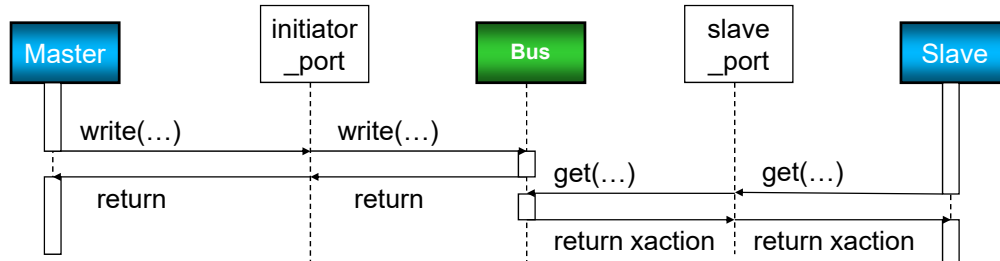 Master
initiator
_port
Bus
slave
_port
Slave
write(…)
write(…)
return
return
get(…)
get(…)
return xaction
return xaction